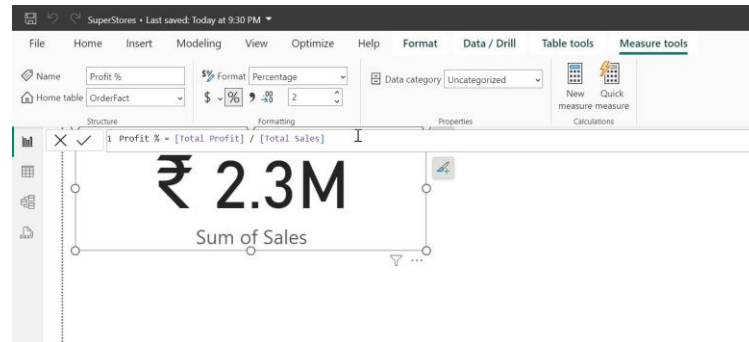 SuperStores • Last saved: Today at 9:30 PM
File Home Insert Modeling View Optimize Help Format Data / Drill Table tools Measure tools
Name Profit % $% Format Percentage Data category Uncategorized
Home table OrderFact $ % 9 .00 2 New measure Quick measure
Structure Formatting Properties Calculations
1 Profit % = [Total Profit] / [Total Sales]
₹ 2.3M
Sum of Sales